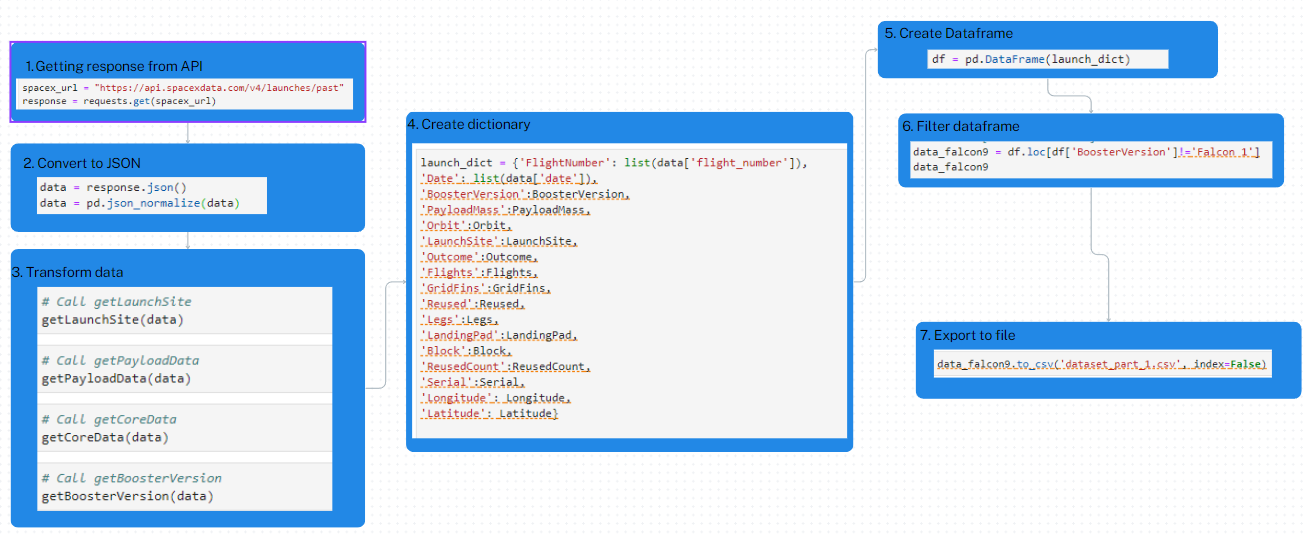 1.Getting response from API
spacex_url = "https://api.spacexdata.com/v4/launches/past"
response = requests.get(spacex_url)
2. Convert to JSON
data = response.json()
data = pd.json_normalize(data)
3. Transform data
# Call getLaunchSite
getLaunchSite(data)
# Call getPayloadData
getPayloadData(data)
# Call getCoreData
getCoreData(data)
# Call getBoosterVersion
getBoosterVersion(data)
4. Create dictionary
launch_dict = {'FlightNumber': list(data['flight_number']),
'Date': list(data['date']),
'BoosterVersion':BoosterVersion,
'PayloadMass':PayloadMass,
'Orbit':Orbit,
'LaunchSite':LaunchSite,
'Outcome':Outcome,
'Flights':Flights,
'GridFins':GridFins,
'Reused':Reused,
'Legs':Legs,
'LandingPad':LandingPad,
'Block':Block,
'ReusedCount':ReusedCount,
'Serial':Serial,
'Longitude': Longitude,
'Latitude': Latitude}
5. Create Dataframe
df = pd.DataFrame(launch_dict)
6. Filter dataframe
data_falcon9 = df.loc[df['BoosterVersion']!='Falcon 1']
data_falcon9
7. Export to file
data_falcon9.to_csv('dataset_part_1.csv', index=False)